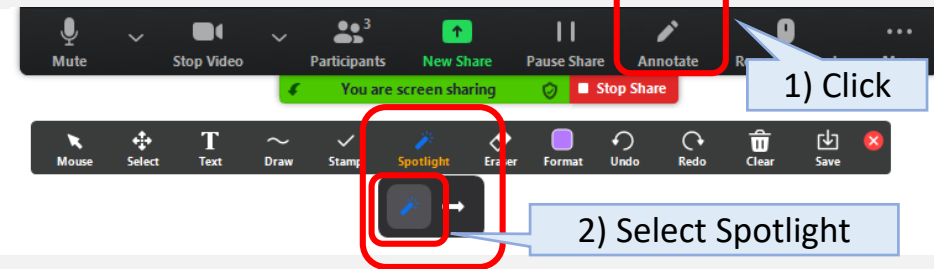 3
Mute Stop Video Participants New Share Pause Share Annotate
1) Click
You are screen sharing Stop Share
Mouse Select Text Draw Stamp Spotlight Eraser Format Undo Redo Clear Save
2) Select Spotlight